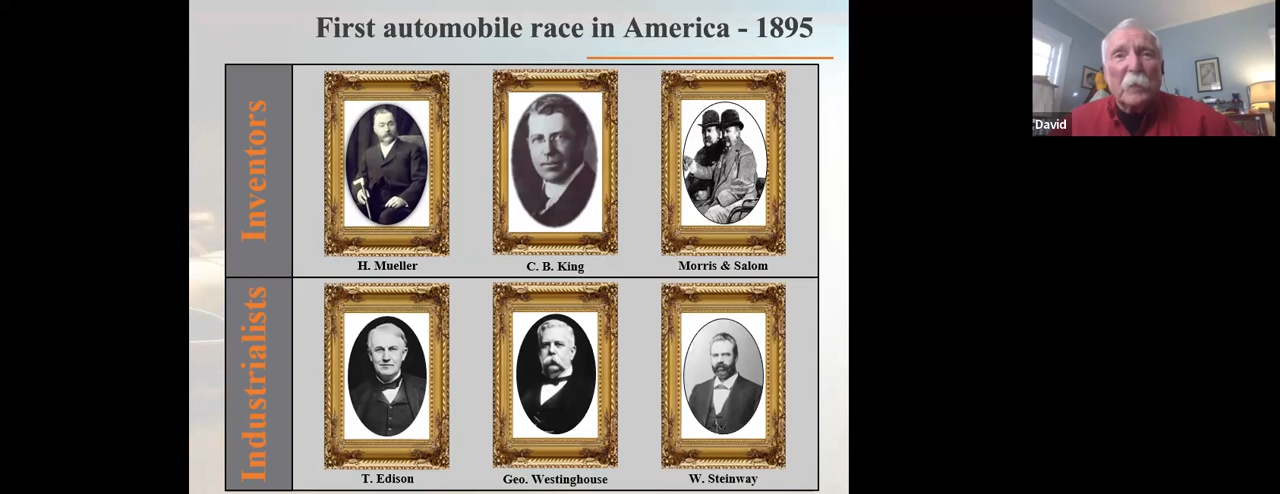 First automobile race in America - 1895
Inventors
H. Mueller
C. B. King
Morris & Salom
Industrialists
T. Edison
Geo. Westinghouse
W. Steinway
David